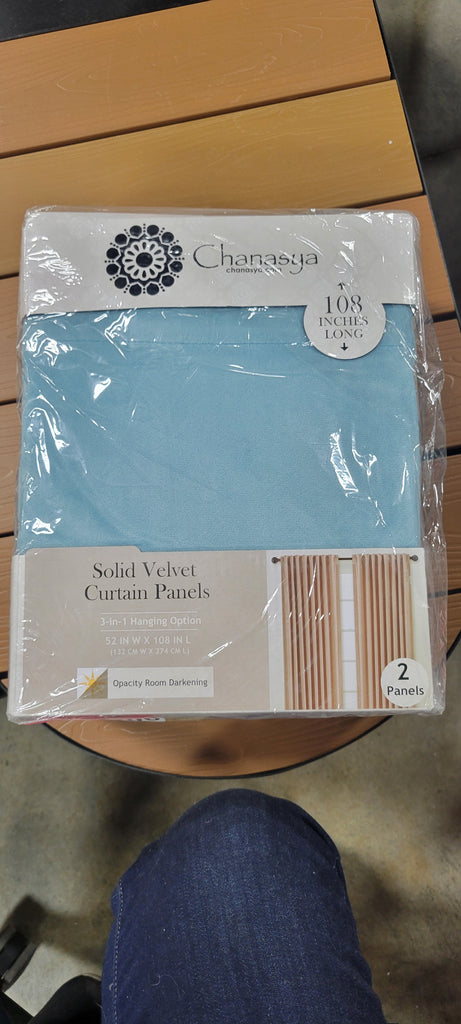 Chanasya
chanasya.com
108
INCHES
LONG
Solid Velvet
Curtain Panels
3-in-1 Hanging Option
52 IN W X 108 IN L
(132 CM W X 274 CM L)
Opacity Room Darkening
2
Panels